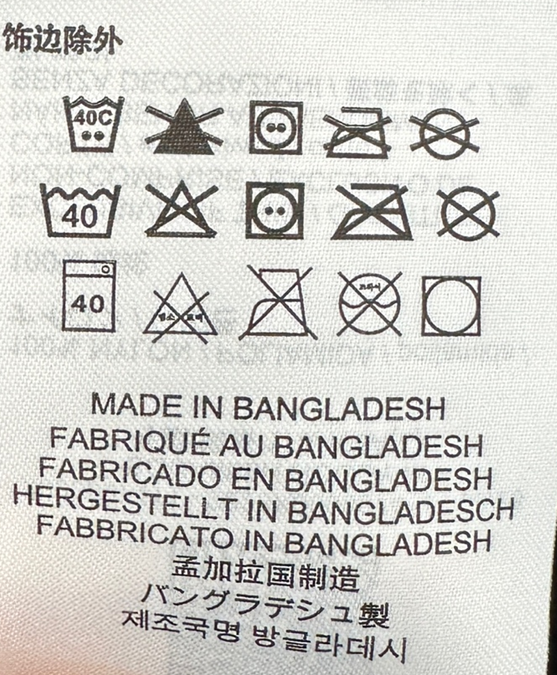 饰边除外
40C
40
40
MADE IN BANGLADESH
FABRIQUÉ AU BANGLADESH
FABRICADO EN BANGLADESH
HERGESTELLT IN BANGLADESCH
FABBRICATO IN BANGLADESH
孟加拉国制造
バングラデシュ製
제조국명 방글라데시